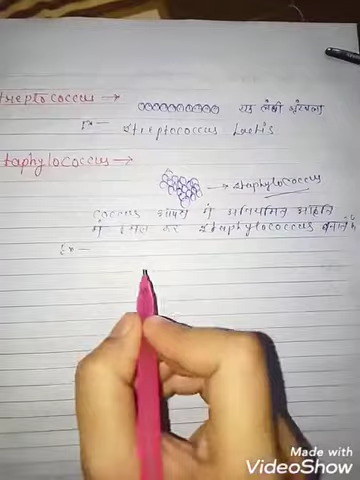 Streptococcus → यह लंबी श्रृंखला
Ex - Streptococcus Lactis
Staphylococcus →
→ Staphylococcus
coccus आपस में अनियमित आकृति
में मिल कर Staphylococcus बनाते है
Ex -
Made with
VideoShow